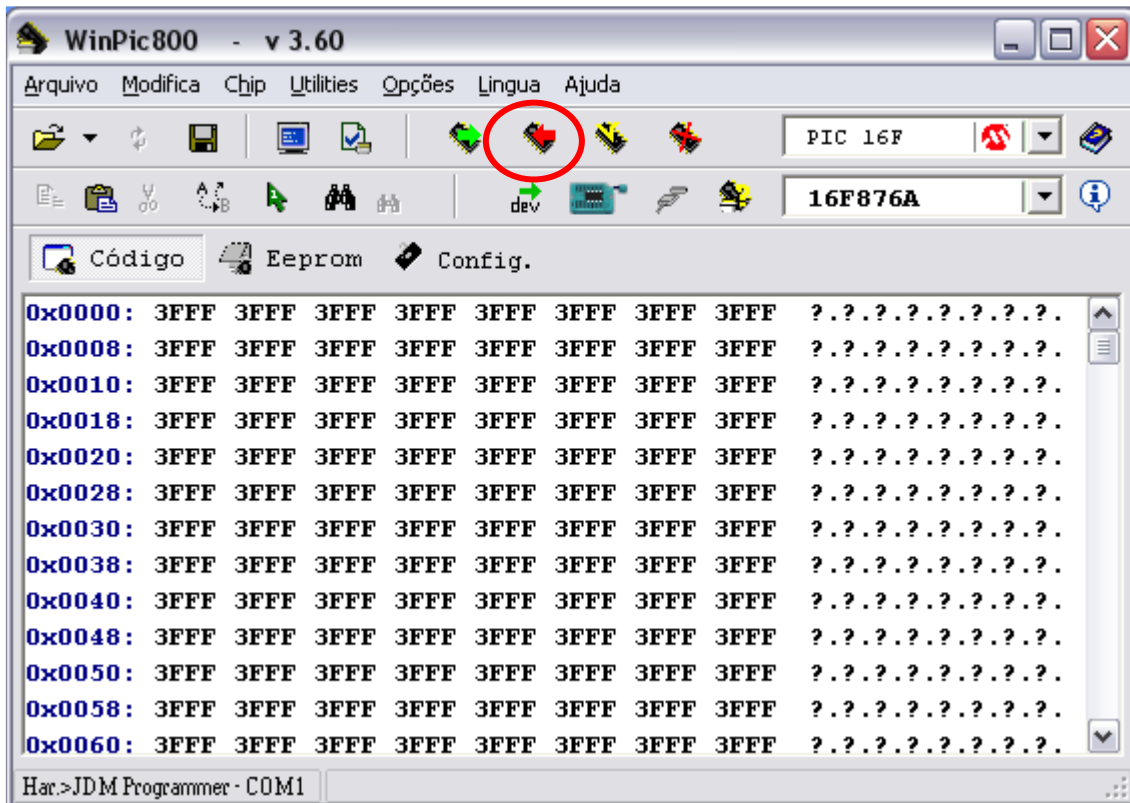 WinPic800 - v 3.60
Arquivo Modifica Chip Utilities Opções Lingua Ajuda
PIC 16F
A B
dev
16F876A
Código Eeprom Config.
0x0000: 3FFF 3FFF 3FFF 3FFF 3FFF 3FFF 3FFF 3FFF ?.?.?.?.?.?.?.?.
0x0008: 3FFF 3FFF 3FFF 3FFF 3FFF 3FFF 3FFF 3FFF ?.?.?.?.?.?.?.?.
0x0010: 3FFF 3FFF 3FFF 3FFF 3FFF 3FFF 3FFF 3FFF ?.?.?.?.?.?.?.?.
0x0018: 3FFF 3FFF 3FFF 3FFF 3FFF 3FFF 3FFF 3FFF ?.?.?.?.?.?.?.?.
0x0020: 3FFF 3FFF 3FFF 3FFF 3FFF 3FFF 3FFF 3FFF ?.?.?.?.?.?.?.?.
0x0028: 3FFF 3FFF 3FFF 3FFF 3FFF 3FFF 3FFF 3FFF ?.?.?.?.?.?.?.?.
0x0030: 3FFF 3FFF 3FFF 3FFF 3FFF 3FFF 3FFF 3FFF ?.?.?.?.?.?.?.?.
0x0038: 3FFF 3FFF 3FFF 3FFF 3FFF 3FFF 3FFF 3FFF ?.?.?.?.?.?.?.?.
0x0040: 3FFF 3FFF 3FFF 3FFF 3FFF 3FFF 3FFF 3FFF ?.?.?.?.?.?.?.?.
0x0048: 3FFF 3FFF 3FFF 3FFF 3FFF 3FFF 3FFF 3FFF ?.?.?.?.?.?.?.?.
0x0050: 3FFF 3FFF 3FFF 3FFF 3FFF 3FFF 3FFF 3FFF ?.?.?.?.?.?.?.?.
0x0058: 3FFF 3FFF 3FFF 3FFF 3FFF 3FFF 3FFF 3FFF ?.?.?.?.?.?.?.?.
0x0060: 3FFF 3FFF 3FFF 3FFF 3FFF 3FFF 3FFF 3FFF ?.?.?.?.?.?.?.?.
Har.>JDM Programmer - COM1